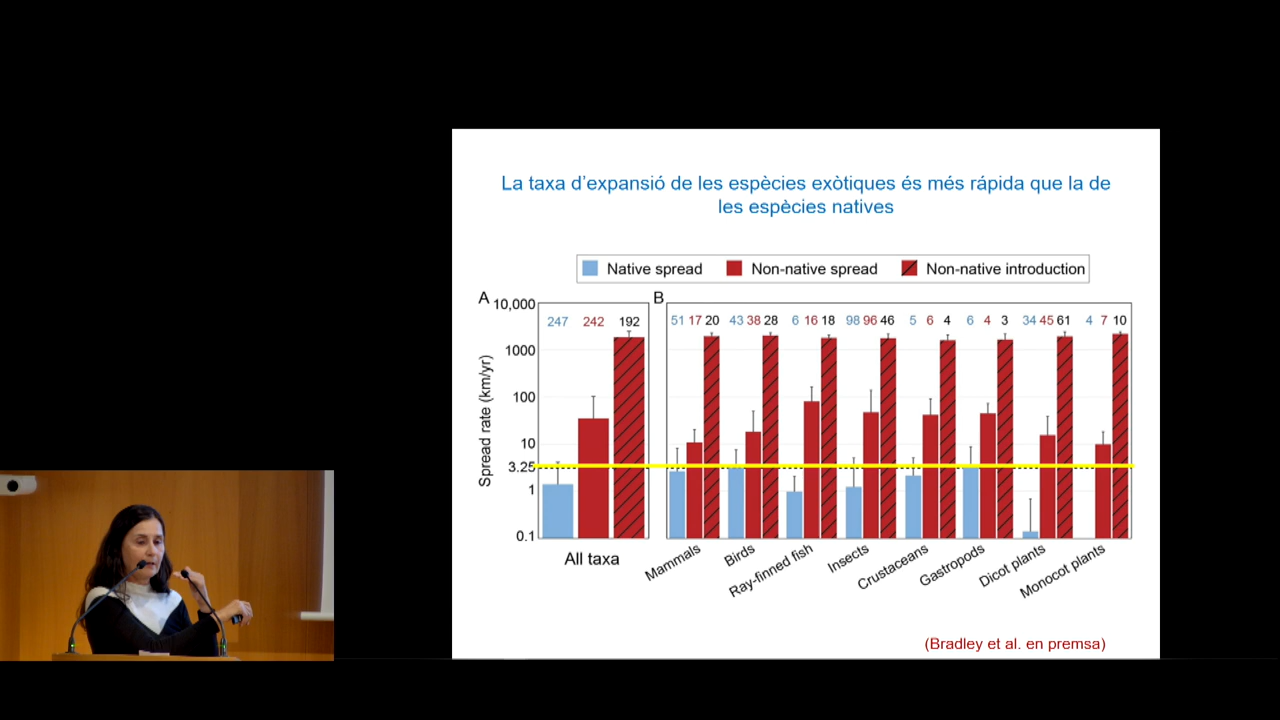 La taxa d'expansió de les espècies exòtiques és més rápida que la de
les espècies natives
Native spread Non-native spread Non-native introduction
A
B
Spread rate (km/yr)
10,000
1000
100
10
3.25
1
0.1
247 242 192
51 17 20 43 38 28 6 16 18 98 96 46 5 6 4 6 4 3 34 45 61 4 7 10
All taxa
Mammals
Birds
Ray-finned fish
Insects
Crustaceans
Gastropods
Dicot plants
Monocot plants
(Bradley et al. en premsa)